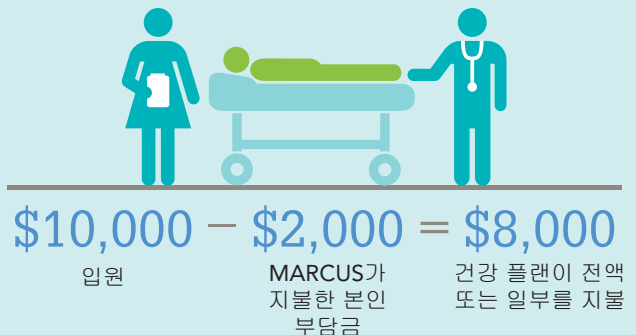 $10,000 – $2,000 = $8,000
입원
MARCUS가
지불한 본인
부담금
건강 플랜이 전액
또는 일부를 지불